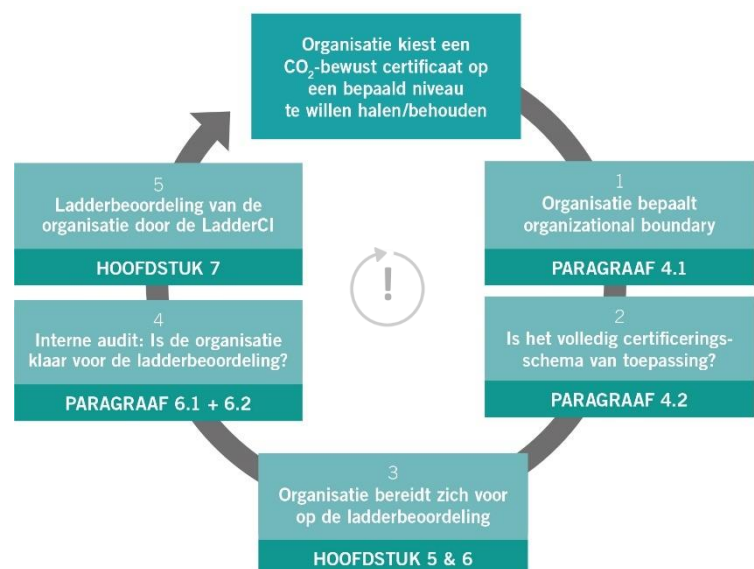 Organisatie kiest een
CO₂-bewust certificaat op
een bepaald niveau
te willen halen/behouden
1
Organisatie bepaalt
organizational boundary
PARAGRAAF 4.1
2
Is het volledig certificerings-
schema van toepassing?
PARAGRAAF 4.2
3
Organisatie bereidt zich voor
op de ladderbeoordeling
HOOFDSTUK 5 & 6
4
Interne audit: Is de organisatie
klaar voor de ladderbeoordeling?
PARAGRAAF 6.1 + 6.2
5
Ladderbeoordeling van de
organisatie door de LadderCI
HOOFDSTUK 7
!